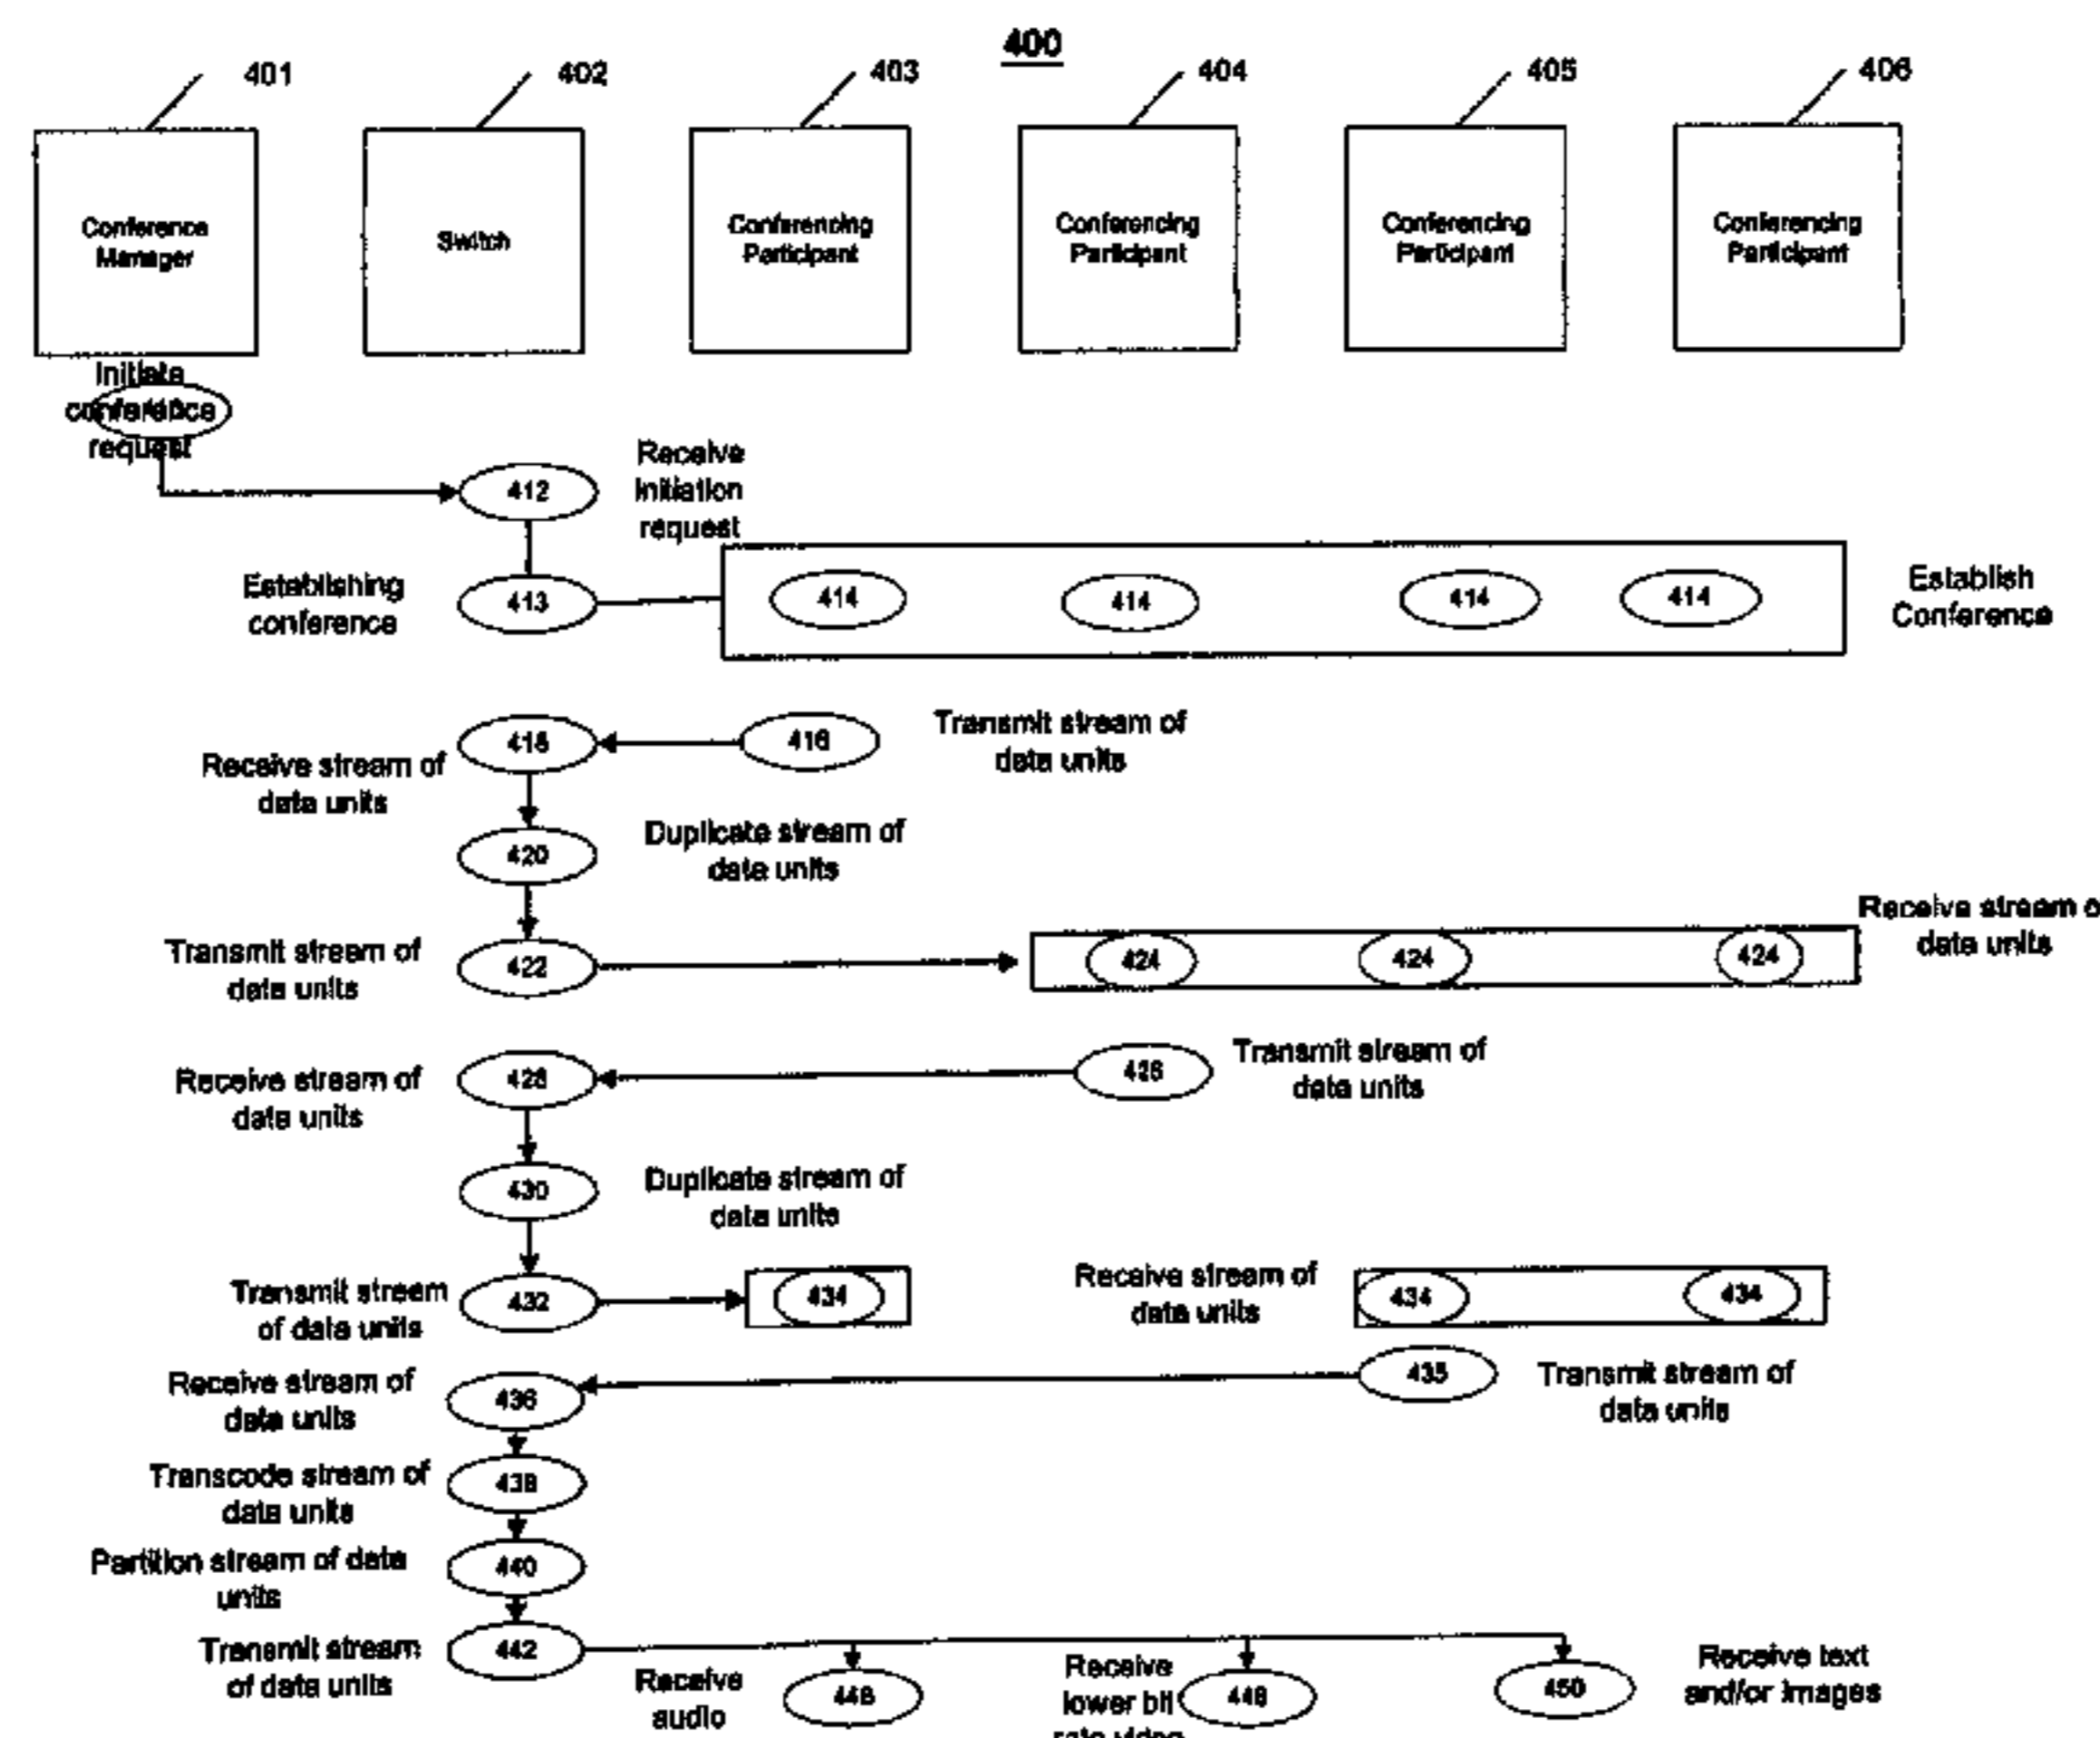 400
401
402
403
404
405
406
Conference
Manager
Switch
Conferencing
Participant
Conferencing
Participant
Conferencing
Participant
Conferencing
Participant
Initiate
conference
request
412
Receive
initiation
request
Establishing
conference
413
414
414
414
414
Establish
Conference
416
Transmit stream of
data units
Receive stream of
data units
420
Duplicate stream of
data units
Transmit stream of
data units
422
424
424
424
Receive stream o
data units
Receive stream of
data units
Transmit stream of
data units
430
Duplicate stream of
data units
Transmit stream
of data units
432
434
Receive stream of
data units
434
434
Receive stream of
data units
436
435
Transmit stream of
data units
Transcode stream of
data units
438
Partition stream of data
units
440
Transmit stream
of data units
442
Receive
audio
Receive
lower bit
rate video
450
Receive text
and/or images